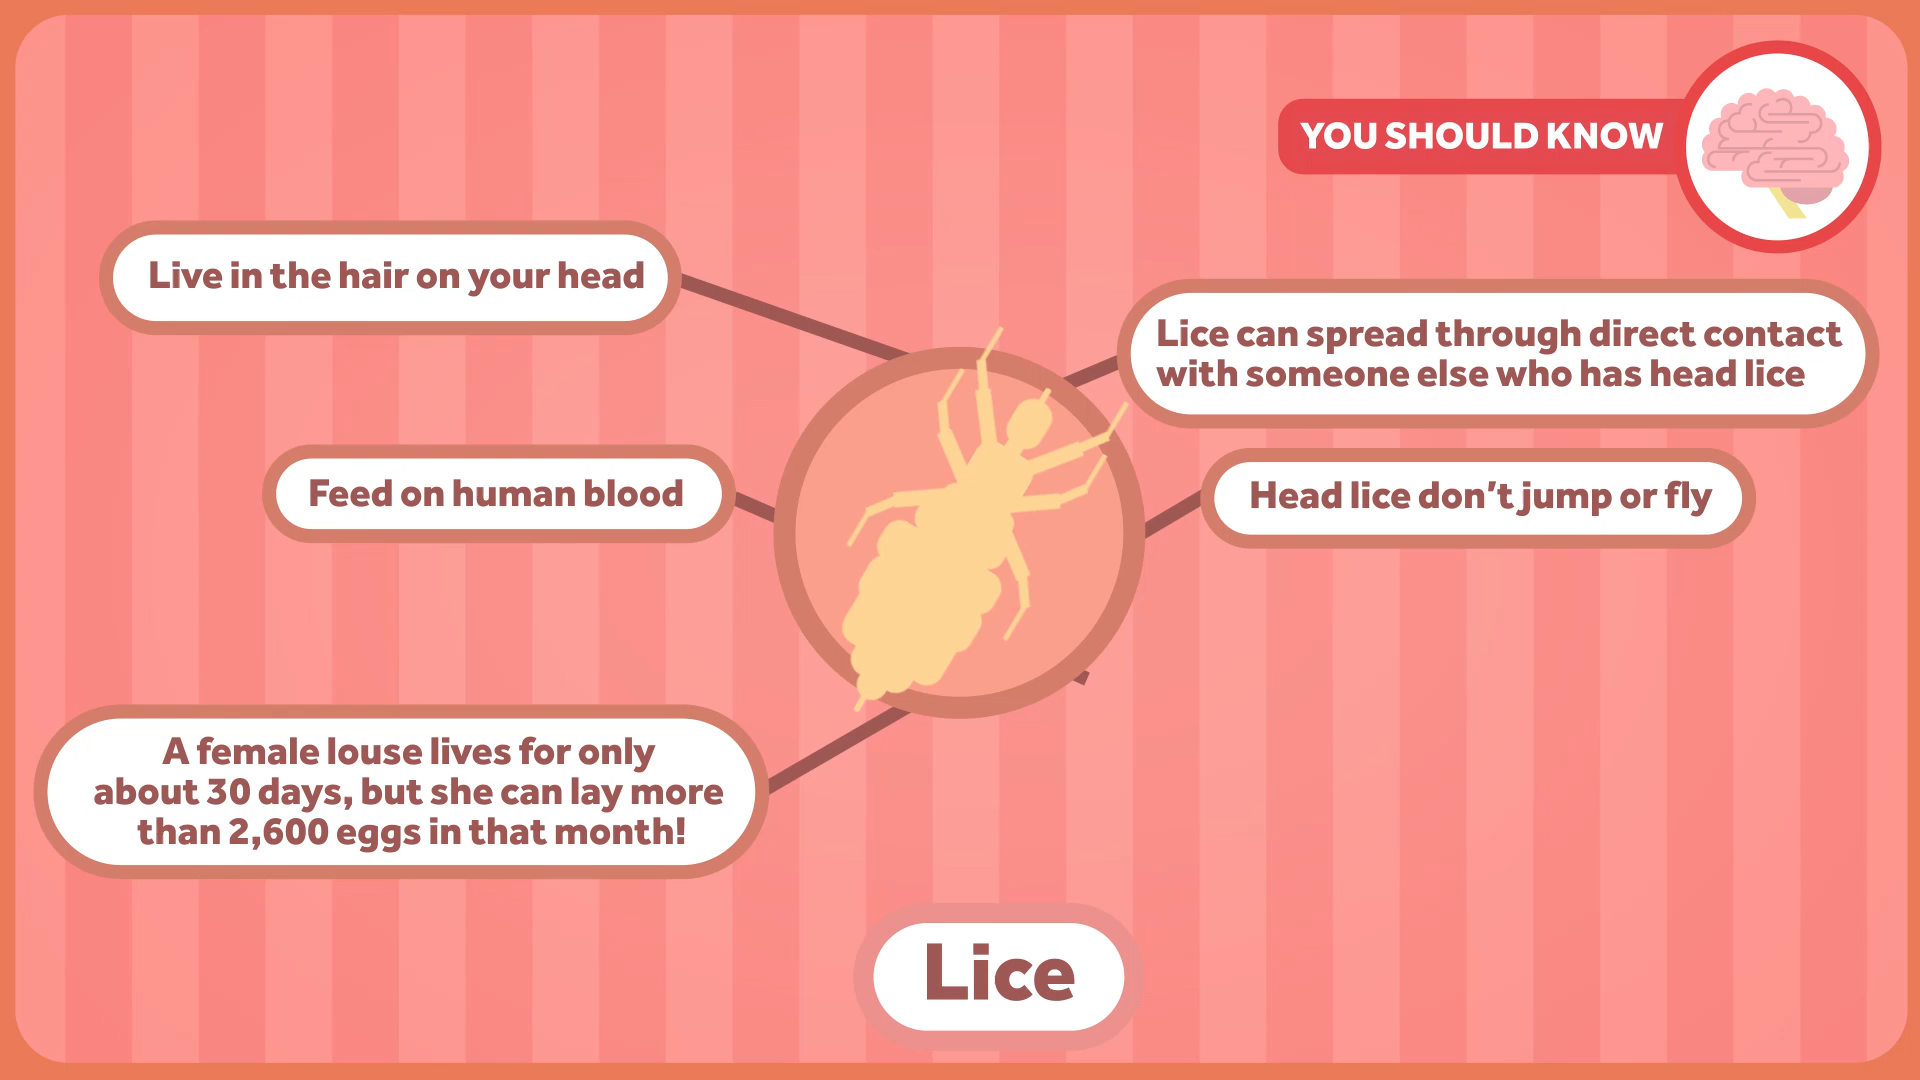 YOU SHOULD KNOW
Live in the hair on your head
Feed on human blood
A female louse lives for only
about 30 days, but she can lay more
than 2,600 eggs in that month!
Lice can spread through direct contact
with someone else who has head lice
Head lice don't jump or fly
Lice